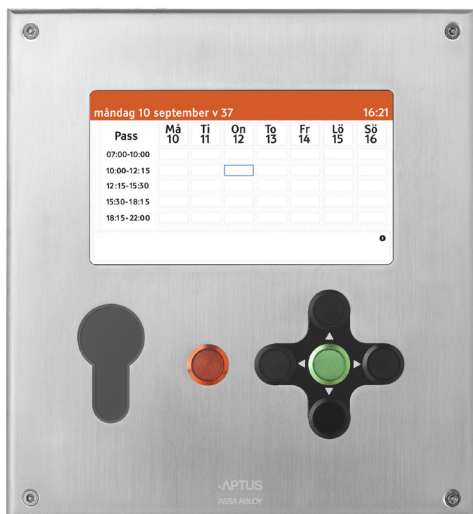 måndag 10 september v 37 16:21
Pass Må 10 Ti 11 On 12 To 13 Fr 14 Lö 15 Sö 16
07:00-10:00
10:00-12:15
12:15-15:30
15:30-18:15
18:15-22:00
APTUS
ASSA ABLOY